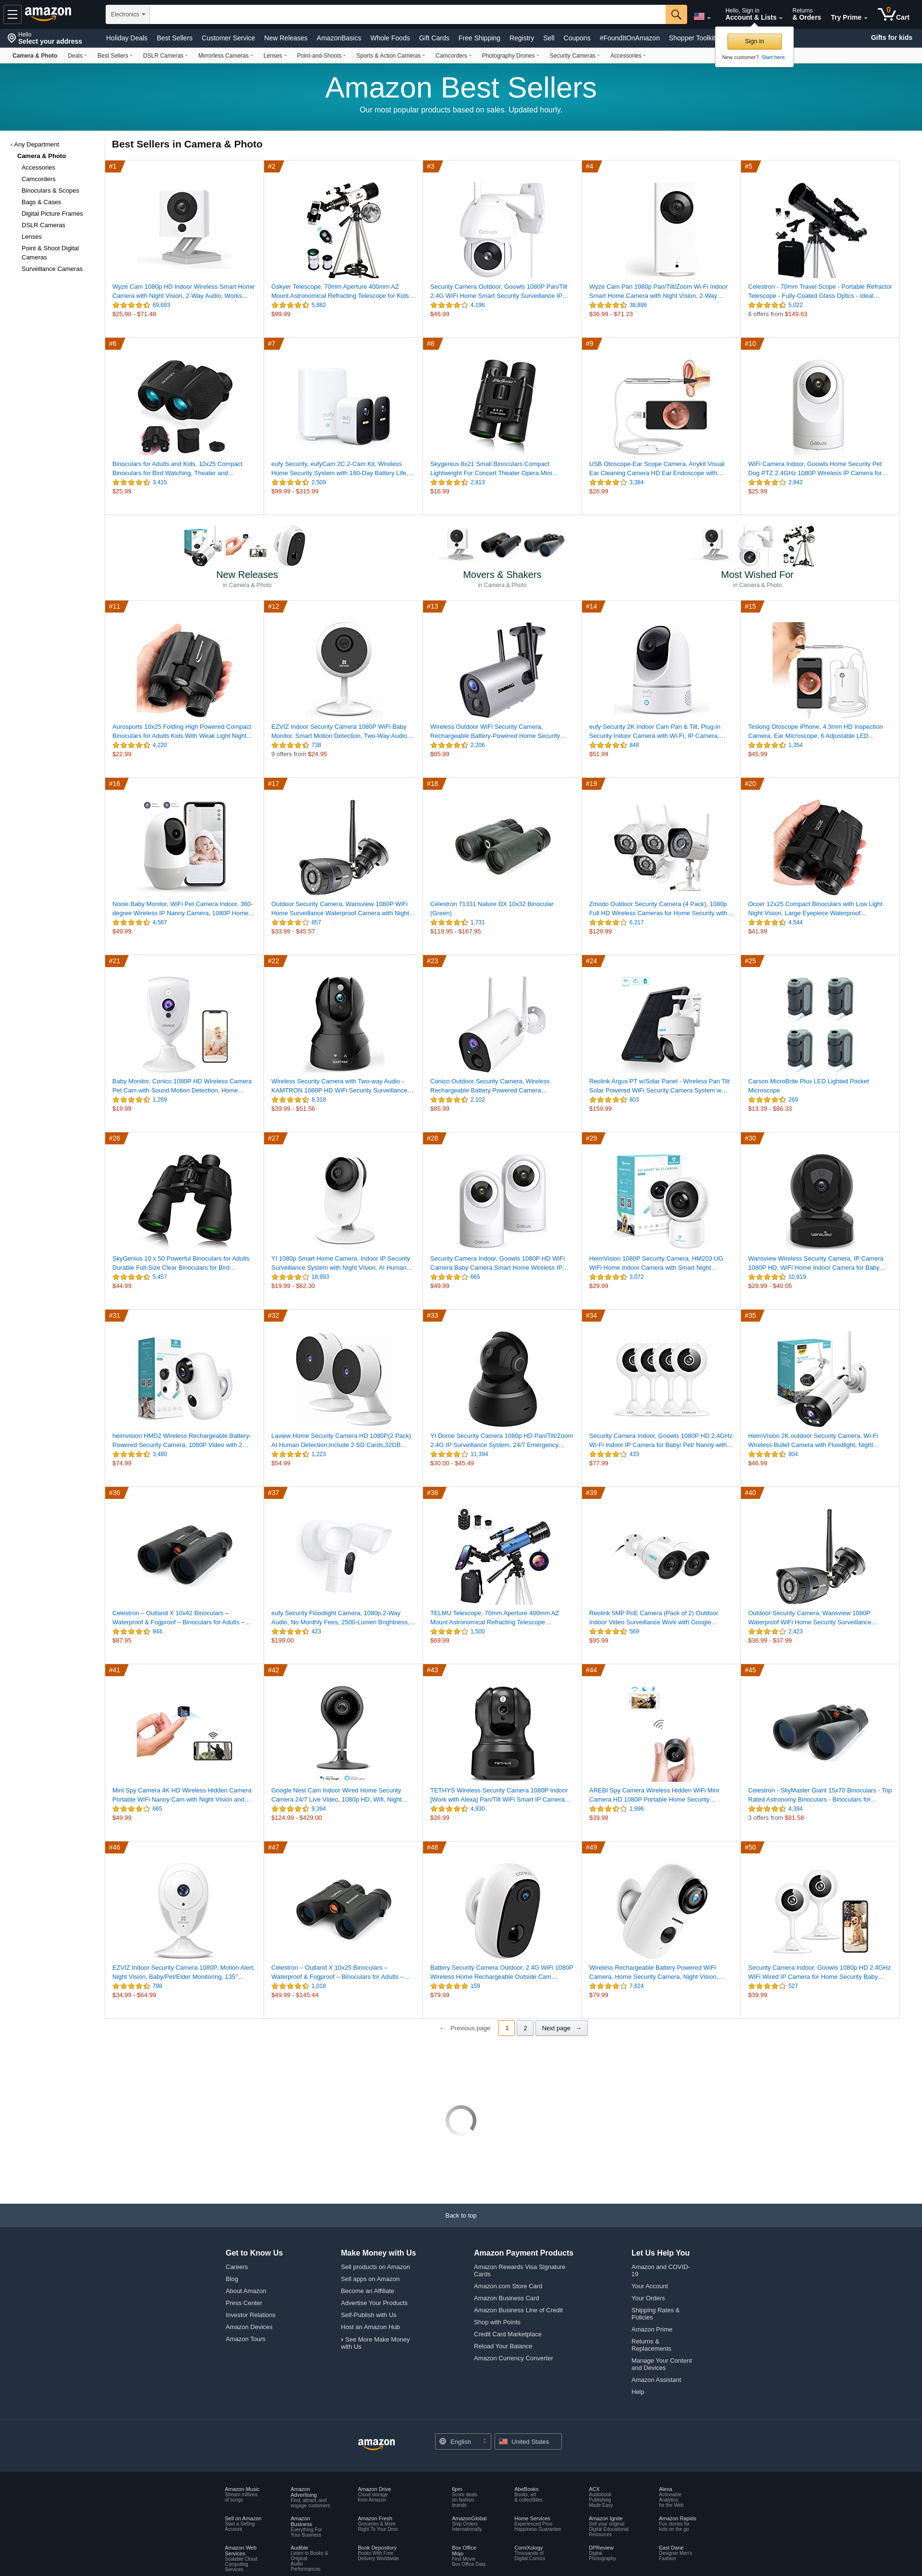 amazon
Electronics
Hello, Sign in
Account & Lists
Returns
& Orders
Try Prime
0
Cart
Hello
Select your address
Holiday Deals Best Sellers Customer Service New Releases AmazonBasics Whole Foods Gift Cards Free Shipping Registry Sell Coupons #FoundItOnAmazon Shopper Toolkit
Gifts for kids
Sign in
New customer? Start here.
Camera & Photo Deals Best Sellers DSLR Cameras Mirrorless Cameras Lenses Point-and-Shoots Sports & Action Cameras Camcorders Photography Drones Security Cameras Accessories
Amazon Best Sellers
Our most popular products based on sales. Updated hourly.
‹ Any Department
Camera & Photo
Accessories
Camcorders
Binoculars & Scopes
Bags & Cases
Digital Picture Frames
DSLR Cameras
Lenses
Point & Shoot Digital
Cameras
Surveillance Cameras
Best Sellers in Camera & Photo
#1
Wyze Cam 1080p HD Indoor Wireless Smart Home
Camera with Night Vision, 2-Way Audio, Works…
69,683
$25.98 - $71.48
#2
Gskyer Telescope, 70mm Aperture 400mm AZ
Mount Astronomical Refracting Telescope for Kids…
5,882
$99.99
#3
Security Camera Outdoor, Goowls 1080P Pan/Tilt
2.4G WiFi Home Smart Security Surveillance IP…
4,196
$46.99
#4
Wyze Cam Pan 1080p Pan/Tilt/Zoom Wi-Fi Indoor
Smart Home Camera with Night Vision, 2-Way…
38,886
$36.99 - $71.23
#5
Celestron - 70mm Travel Scope - Portable Refractor
Telescope - Fully-Coated Glass Optics - Ideal…
5,022
6 offers from $149.63
#6
Binoculars for Adults and Kids, 10x25 Compact
Binoculars for Bird Watching, Theater and…
3,415
$25.99
#7
eufy Security, eufyCam 2C 2-Cam Kit, Wireless
Home Security System with 180-Day Battery Life,…
2,509
$99.99 - $315.99
#8
Skygenius 8x21 Small Binoculars Compact
Lightweight For Concert Theater Opera Mini…
2,813
$16.99
#9
USB Otoscope-Ear Scope Camera, Anykit Visual
Ear Cleaning Camera HD Ear Endoscope with…
3,384
$26.99
#10
WiFi Camera Indoor, Goowls Home Security Pet
Dog PTZ 2.4GHz 1080P Wireless IP Camera for…
2,842
$25.99
New Releases
in Camera & Photo
Movers & Shakers
in Camera & Photo
Most Wished For
in Camera & Photo
#11
Aurosports 10x25 Folding High Powered Compact
Binoculars for Adults Kids With Weak Light Night…
4,220
$22.99
#12
EZVIZ Indoor Security Camera 1080P WiFi Baby
Monitor, Smart Motion Detection, Two-Way Audio,…
738
9 offers from $24.95
#13
Wireless Outdoor WiFi Security Camera,
Rechargeable Battery-Powered Home Security…
2,206
$85.99
#14
eufy Security 2K Indoor Cam Pan & Tilt, Plug-in
Security Indoor Camera with Wi-Fi, IP Camera,…
848
$51.99
#15
Teslong Otoscope iPhone, 4.3mm HD Inspection
Camera, Ear Microscope, 6 Adjustable LED…
1,354
$45.99
#16
Nooie Baby Monitor, WiFi Pet Camera Indoor, 360-
degree Wireless IP Nanny Camera, 1080P Home…
4,587
$49.99
#17
Outdoor Security Camera, Wansview 1080P WiFi
Home Surveillance Waterproof Camera with Night…
857
$33.99 - $45.57
#18
Celestron 71331 Nature DX 10x32 Binocular
(Green)
1,731
$119.95 - $167.95
#19
Zmodo Outdoor Security Camera (4 Pack), 1080p
Full HD Wireless Cameras for Home Security with…
6,217
$129.99
#20
Occer 12x25 Compact Binoculars with Low Light
Night Vision, Large Eyepiece Waterproof…
4,544
$41.99
#21
Baby Monitor, Conico 1080P HD Wireless Camera
Pet Cam with Sound Motion Detection, Home…
1,269
$19.99
#22
Wireless Security Camera with Two-way Audio -
KAMTRON 1080P HD WiFi Security Surveillance…
8,318
$39.99 - $51.56
#23
Conico Outdoor Security Camera, Wireless
Rechargeable Battery Powered Camera…
2,102
$85.99
#24
Reolink Argus PT w/Solar Panel - Wireless Pan Tilt
Solar Powered WiFi Security Camera System w…
803
$159.99
#25
Carson MicroBrite Plus LED Lighted Pocket
Microscope
269
$13.39 - $86.33
#26
SkyGenius 10 x 50 Powerful Binoculars for Adults
Durable Full-Size Clear Binoculars for Bird…
5,457
$44.99
#27
YI 1080p Smart Home Camera, Indoor IP Security
Surveillance System with Night Vision, AI Human…
18,993
$19.99 - $62.30
#28
Security Camera Indoor, Goowls 1080P HD WiFi
Camera Baby Camera Smart Home Wireless IP…
665
$49.99
#29
HeimVision 1080P Security Camera, HM203 UG
WiFi Home Indoor Camera with Smart Night…
3,072
$29.99
#30
Wansview Wireless Security Camera, IP Camera
1080P HD, WiFi Home Indoor Camera for Baby…
10,919
$29.99 - $40.05
#31
heimvision HMD2 Wireless Rechargeable Battery-
Powered Security Camera, 1080P Video with 2…
3,480
$74.99
#32
Laview Home Security Camera HD 1080P(2 Pack)
AI Human Detection,Include 2 SD Cards,32GB…
1,223
$54.99
#33
YI Dome Security Camera 1080p HD Pan/Tilt/Zoom
2.4G IP Surveillance System, 24/7 Emergency…
11,394
$30.00 - $45.49
#34
Security Camera Indoor, Goowls 1080P HD 2.4GHz
Wi-Fi Indoor IP Camera for Baby/ Pet/ Nanny with…
433
$77.99
#35
HeimVision 2K outdoor Security Camera, Wi-Fi
Wireless Bullet Camera with Floodlight, Night…
804
$46.99
#36
Celestron – Outland X 10x42 Binoculars –
Waterproof & Fogproof – Binoculars for Adults –…
944
$87.95
#37
eufy Security Floodlight Camera, 1080p,2-Way
Audio, No Monthly Fees, 2500-Lumen Brightness,…
423
$199.00
#38
TELMU Telescope, 70mm Aperture 400mm AZ
Mount Astronomical Refracting Telescope…
1,500
$69.99
#39
Reolink 5MP PoE Camera (Pack of 2) Outdoor
Indoor Video Surveillance Work with Google…
569
$95.99
#40
Outdoor Security Camera, Wansview 1080P
Waterproof WiFi Home Security Surveillance…
2,423
$36.99 - $37.99
#41
Mini Spy Camera 4K HD Wireless Hidden Camera
Portable WiFi Nanny Cam with Night Vision and…
665
$49.99
#42
Google Nest Cam Indoor Wired Home Security
Camera 24/7 Live Video, 1080p HD, Wifi, Night…
9,394
$124.99 - $429.00
#43
TETHYS Wireless Security Camera 1080P Indoor
[Work with Alexa] Pan/Tilt WiFi Smart IP Camera…
4,930
$26.99
#44
AREBI Spy Camera Wireless Hidden WiFi Mini
Camera HD 1080P Portable Home Security…
1,996
$39.98
#45
Celestron - SkyMaster Giant 15x70 Binoculars - Top
Rated Astronomy Binoculars - Binoculars for…
4,394
3 offers from $81.58
#46
EZVIZ Indoor Security Camera 1080P, Motion Alert,
Night Vision, Baby/Pet/Elder Monitoring, 135°…
798
$34.99 - $64.99
#47
Celestron – Outland X 10x25 Binoculars –
Waterproof & Fogproof – Binoculars for Adults –…
1,018
$49.99 - $145.44
#48
Battery Security Camera Outdoor, 2.4G WiFi 1080P
Wireless Home Rechargeable Outside Cam…
159
$79.99
#49
Wireless Rechargeable Battery Powered WiFi
Camera, Home Security Camera, Night Vision,…
7,624
$79.99
#50
Security Camera Indoor, Goowls 1080p HD 2.4GHz
WiFi Wired IP Camera for Home Security Baby…
527
$39.99
← Previous page 1 2 Next page →
Back to top
Get to Know Us
Careers
Blog
About Amazon
Press Center
Investor Relations
Amazon Devices
Amazon Tours
Make Money with Us
Sell products on Amazon
Sell apps on Amazon
Become an Affiliate
Advertise Your Products
Self-Publish with Us
Host an Amazon Hub
› See More Make Money
with Us
Amazon Payment Products
Amazon Rewards Visa Signature
Cards
Amazon.com Store Card
Amazon Business Card
Amazon Business Line of Credit
Shop with Points
Credit Card Marketplace
Reload Your Balance
Amazon Currency Converter
Let Us Help You
Amazon and COVID-
19
Your Account
Your Orders
Shipping Rates &
Policies
Amazon Prime
Returns &
Replacements
Manage Your Content
and Devices
Amazon Assistant
Help
amazon
English
United States
Amazon Music
Stream millions
of songs
Amazon
Advertising
Find, attract, and
engage customers
Amazon Drive
Cloud storage
from Amazon
6pm
Score deals
on fashion
brands
AbeBooks
Books, art
& collectibles
ACX
Audiobook
Publishing
Made Easy
Alexa
Actionable
Analytics
for the Web
Sell on Amazon
Start a Selling
Account
Amazon
Business
Everything For
Your Business
Amazon Fresh
Groceries & More
Right To Your Door
AmazonGlobal
Ship Orders
Internationally
Home Services
Experienced Pros
Happiness Guarantee
Amazon Ignite
Sell your original
Digital Educational
Resources
Amazon Rapids
Fun stories for
kids on the go
Amazon Web
Services
Scalable Cloud
Computing
Services
Audible
Listen to Books &
Original
Audio
Performances
Book Depository
Books With Free
Delivery Worldwide
Box Office
Mojo
Find Movie
Box Office Data
ComiXology
Thousands of
Digital Comics
DPReview
Digital
Photography
East Dane
Designer Men's
Fashion